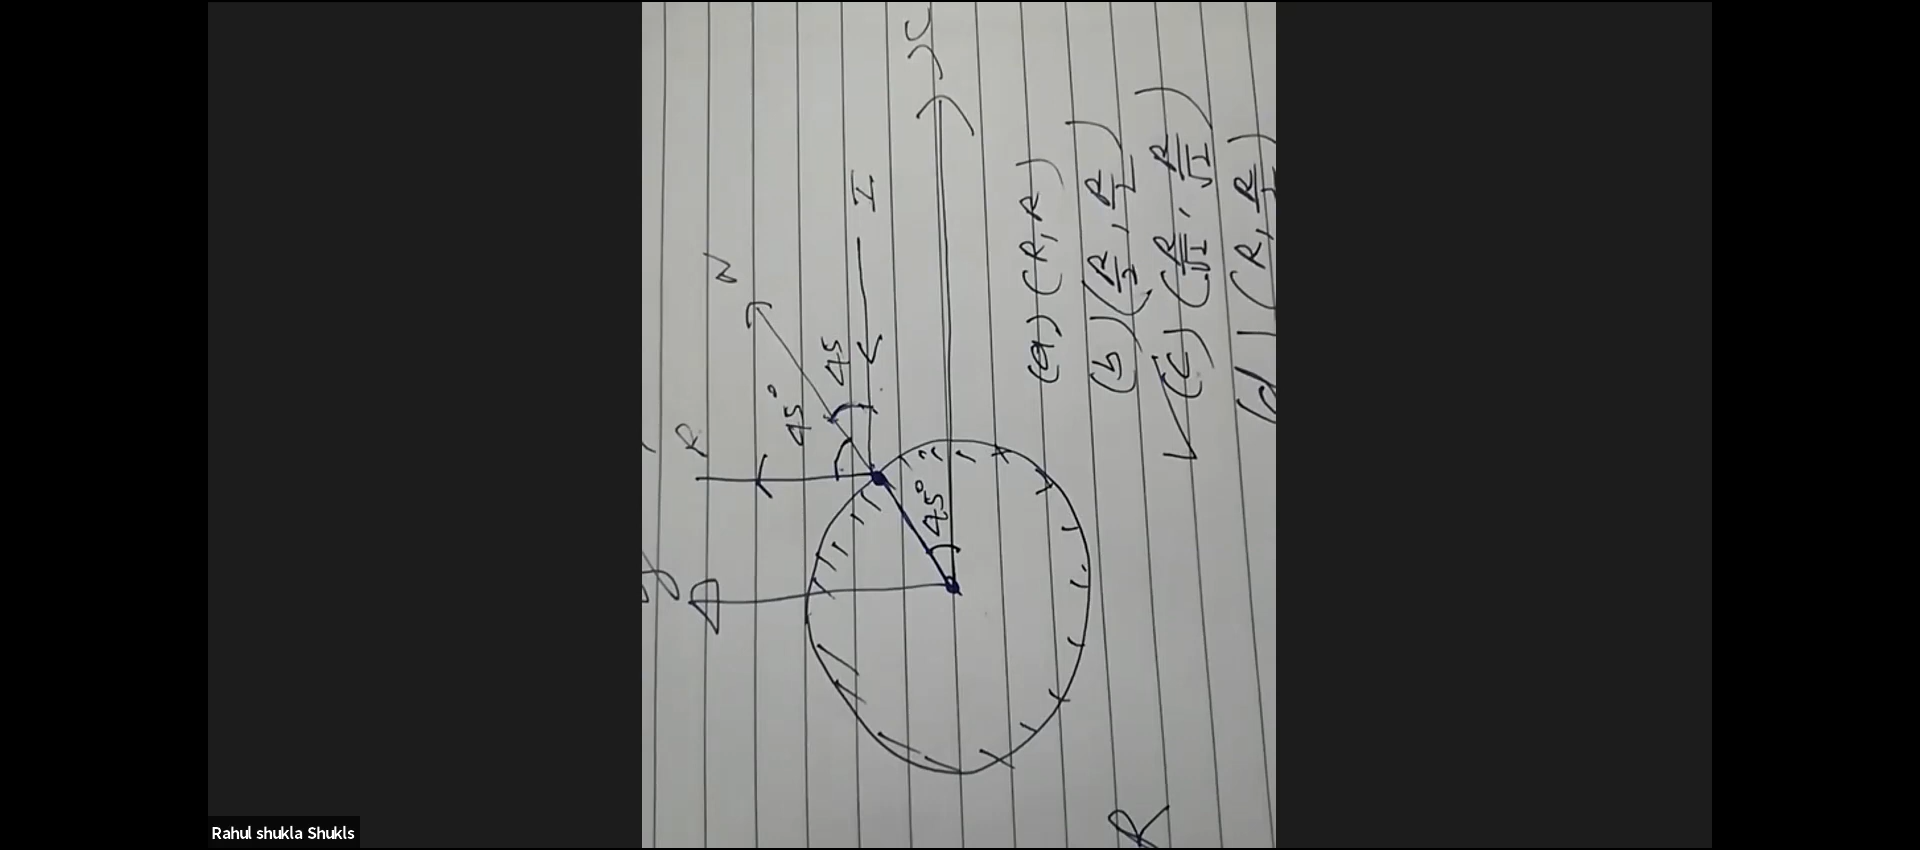 y
R
N
45°
45
I
x
45°
(a) (R, R)
(b) (R/2, R/2)
(c) (R/√2, R/√2)
(d) (R, R/2)
R
Rahul shukla Shukls